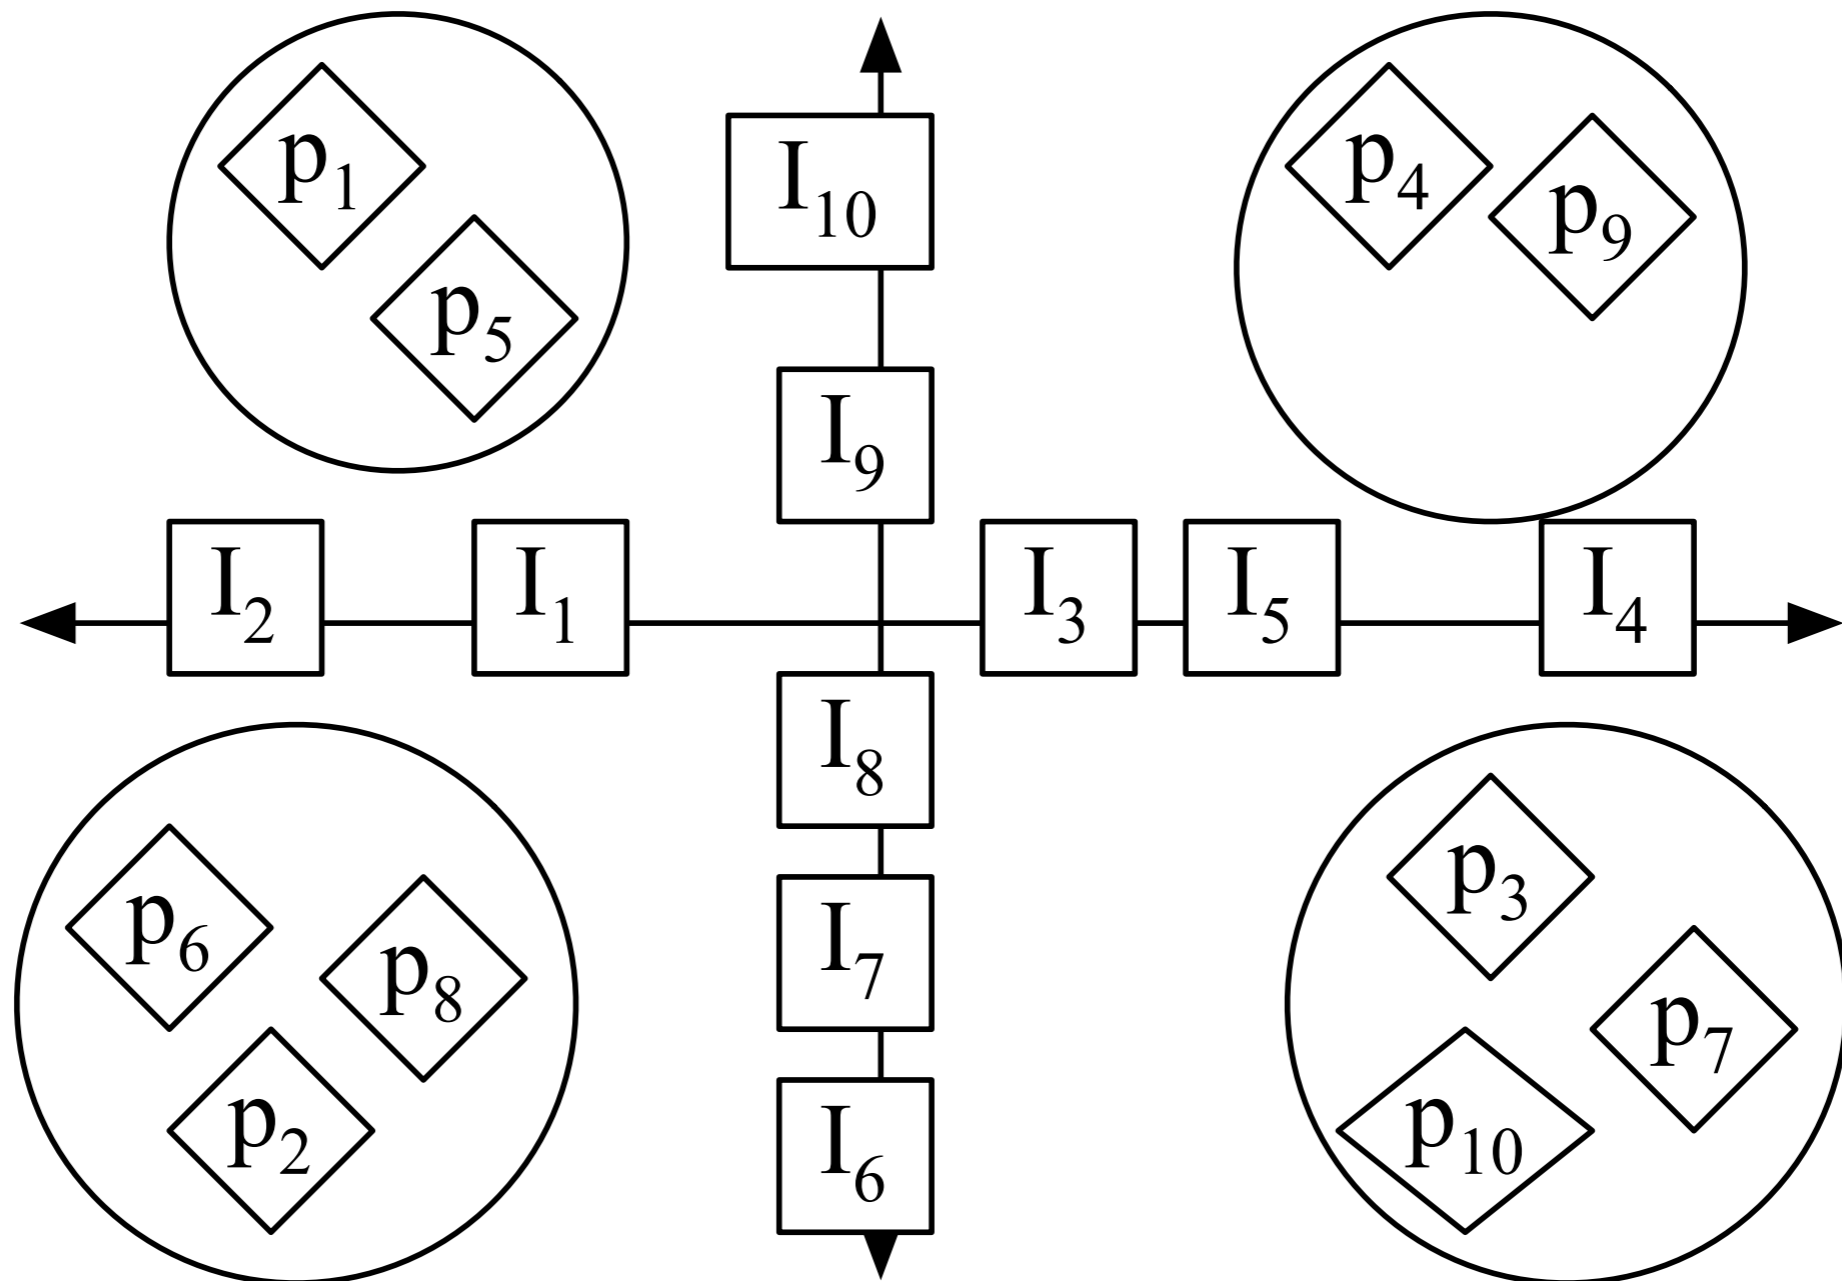 p₁
p₅
I₁₀
p₄
p₉
I₉
I₂
I₁
I₃
I₅
I₄
I₈
p₆
p₈
p₂
I₇
I₆
p₃
p₇
p₁₀